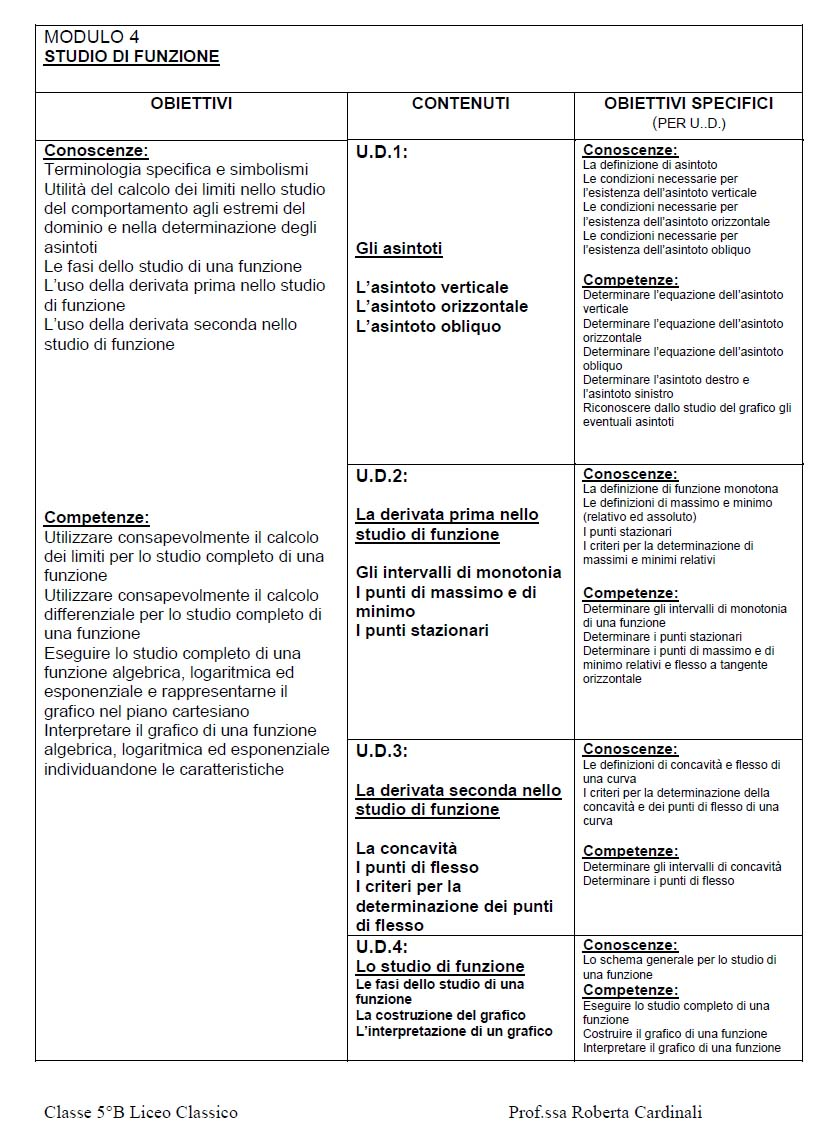 MODULO 4
STUDIO DI FUNZIONE
OBIETTIVI
CONTENUTI
OBIETTIVI SPECIFICI
(PER U..D.)
Conoscenze:
Terminologia specifica e simbolismi
Utilità del calcolo dei limiti nello studio
del comportamento agli estremi del
dominio e nella determinazione degli
asintoti
Le fasi dello studio di una funzione
L'uso della derivata prima nello studio
di funzione
L'uso della derivata seconda nello
studio di funzione
Competenze:
Utilizzare consapevolmente il calcolo
dei limiti per lo studio completo di una
funzione
Utilizzare consapevolmente il calcolo
differenziale per lo studio completo di
una funzione
Eseguire lo studio completo di una
funzione algebrica, logaritmica ed
esponenziale e rappresentarne il
grafico nel piano cartesiano
Interpretare il grafico di una funzione
algebrica, logaritmica ed esponenziale
individuandone le caratteristiche
U.D.1:
Gli asintoti
L'asintoto verticale
L'asintoto orizzontale
L'asintoto obliquo
Conoscenze:
La definizione di asintoto
Le condizioni necessarie per
l'esistenza dell'asintoto verticale
Le condizioni necessarie per
l'esistenza dell'asintoto orizzontale
Le condizioni necessarie per
l'esistenza dell'asintoto obliquo
Competenze:
Determinare l'equazione dell'asintoto
verticale
Determinare l'equazione dell'asintoto
orizzontale
Determinare l'equazione dell'asintoto
obliquo
Determinare l'asintoto destro e
l'asintoto sinistro
Riconoscere dallo studio del grafico gli
eventuali asintoti
U.D.2:
La derivata prima nello
studio di funzione
Gli intervalli di monotonia
I punti di massimo e di
minimo
I punti stazionari
Conoscenze:
La definizione di funzione monotona
Le definizioni di massimo e minimo
(relativo ed assoluto)
I punti stazionari
I criteri per la determinazione di
massimi e minimi relativi
Competenze:
Determinare gli intervalli di monotonia
di una funzione
Determinare i punti stazionari
Determinare i punti di massimo e di
minimo relativi e flesso a tangente
orizzontale
U.D.3:
La derivata seconda nello
studio di funzione
La concavità
I punti di flesso
I criteri per la
determinazione dei punti
di flesso
Conoscenze:
Le definizioni di concavità e flesso di
una curva
I criteri per la determinazione della
concavità e dei punti di flesso di una
curva
Competenze:
Determinare gli intervalli di concavità
Determinare i punti di flesso
U.D.4:
Lo studio di funzione
Le fasi dello studio di una
funzione
La costruzione del grafico
L'interpretazione di un grafico
Conoscenze:
Lo schema generale per lo studio di
una funzione
Competenze:
Eseguire lo studio completo di una
funzione
Costruire il grafico di una funzione
Interpretare il grafico di una funzione
Classe 5°B Liceo Classico
Prof.ssa Roberta Cardinali